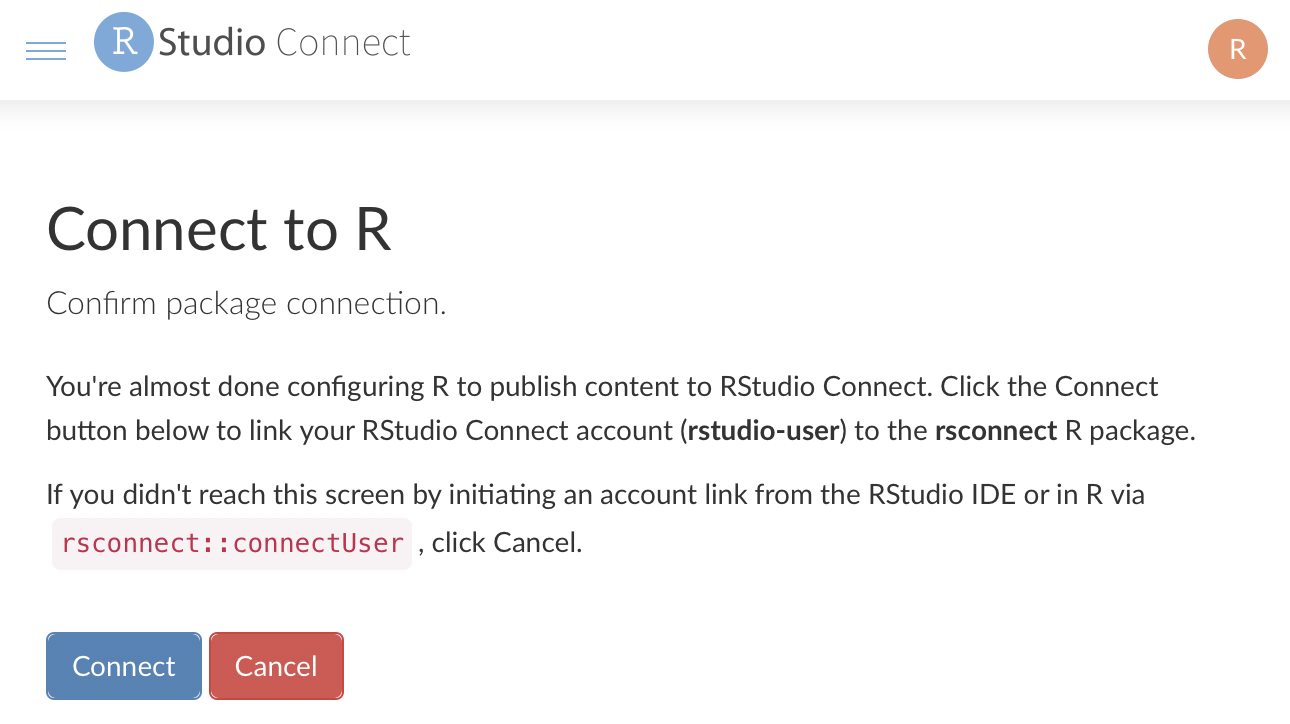 R Studio Connect
R
Connect to R
Confirm package connection.
You're almost done configuring R to publish content to RStudio Connect. Click the Connect
button below to link your RStudio Connect account (rstudio-user) to the rsconnect R package.
If you didn't reach this screen by initiating an account link from the RStudio IDE or in R via
rsconnect::connectUser , click Cancel.
Connect Cancel